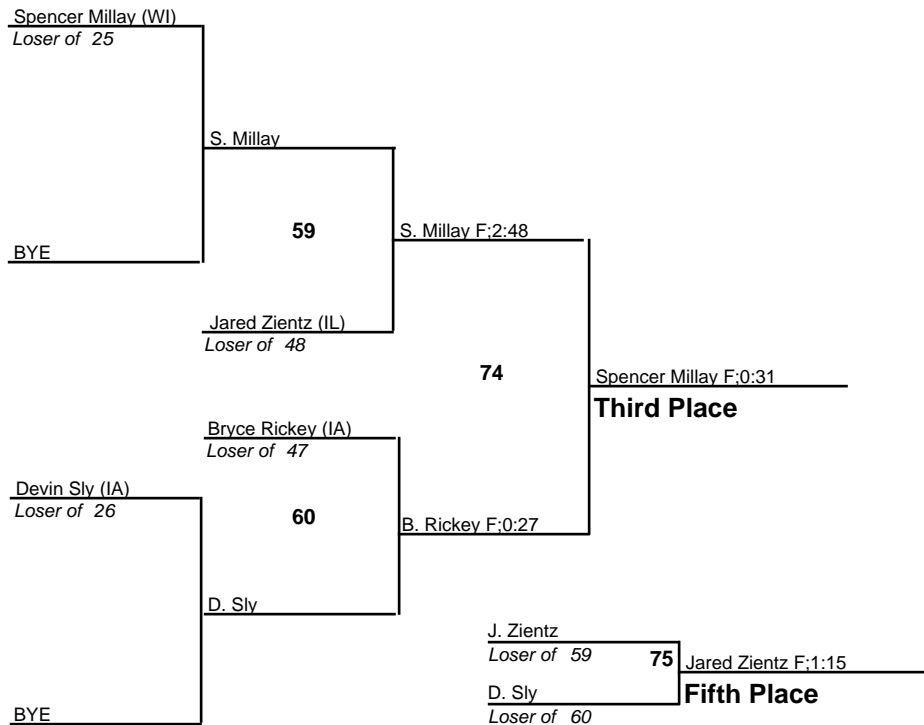 Spencer Millay (WI)
Loser of 25
S. Millay
59
S. Millay F;2:48
BYE
Jared Zientz (IL)
Loser of 48
74
Spencer Millay F;0:31
Third Place
Bryce Rickey (IA)
Loser of 47
Devin Sly (IA)
Loser of 26
60
B. Rickey F;0:27
D. Sly
J. Zientz
Loser of 59
75
Jared Zientz F;1:15
Fifth Place
D. Sly
Loser of 60
BYE